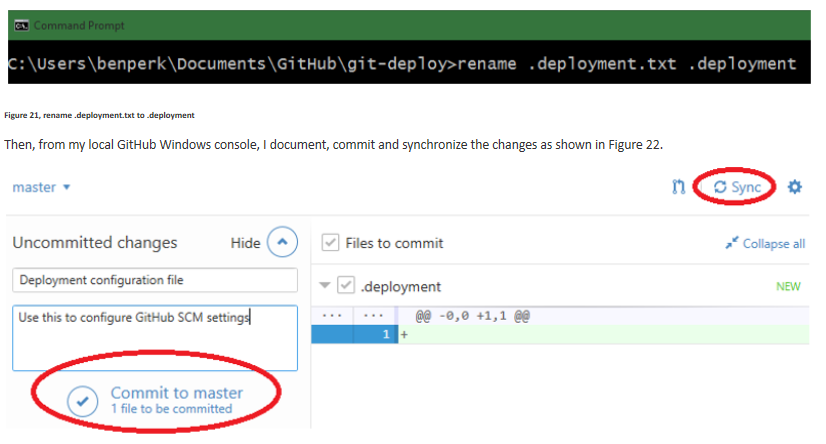 Command Prompt
C:\Users\benperk\Documents\GitHub\git-deploy>rename .deployment.txt .deployment
Figure 21, rename .deployment.txt to .deployment
Then, from my local GitHub Windows console, I document, commit and synchronize the changes as shown in Figure 22.
master
Sync
Uncommitted changes Hide
Files to commit
Collapse all
Deployment configuration file
.deployment NEW
Use this to configure GitHub SCM settings
... ... @@ -0,0 +1,1 @@
1 +
Commit to master
1 file to be committed